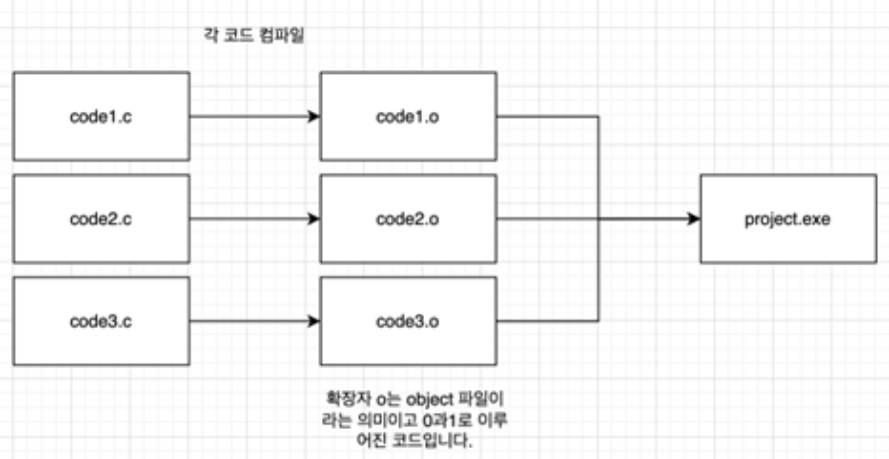 각 코드 컴파일
code1.c
code1.o
code2.c
code2.o
project.exe
code3.c
code3.o
확장자 o는 object 파일이
라는 의미이고 0과1로 이루
어진 코드입니다.